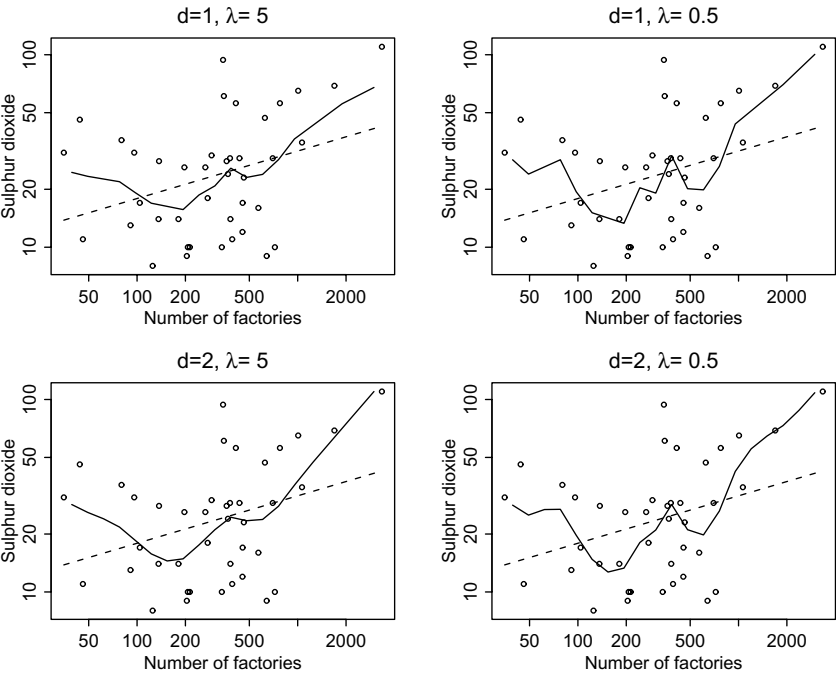 d=1, λ= 5
Sulphur dioxide
100
50
20
10
50 100 200 500 2000
Number of factories
d=1, λ= 0.5
Sulphur dioxide
100
50
20
10
50 100 200 500 2000
Number of factories
d=2, λ= 5
Sulphur dioxide
100
50
20
10
50 100 200 500 2000
Number of factories
d=2, λ= 0.5
Sulphur dioxide
100
50
20
10
50 100 200 500 2000
Number of factories